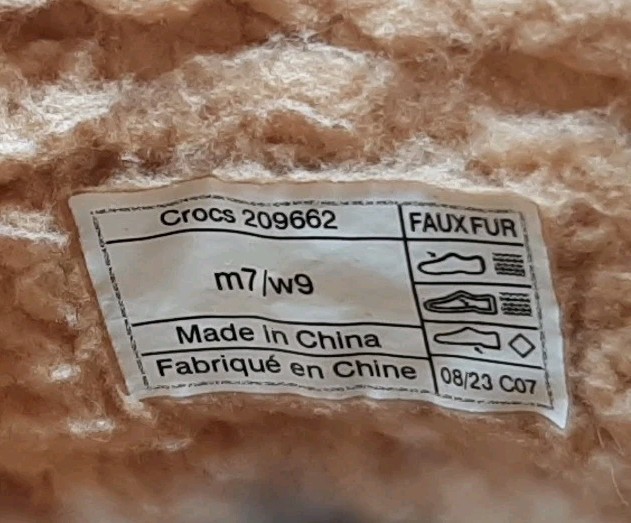 Crocs 209662
FAUX FUR
m7/w9
Made in China
Fabriqué en Chine
08/23 C07